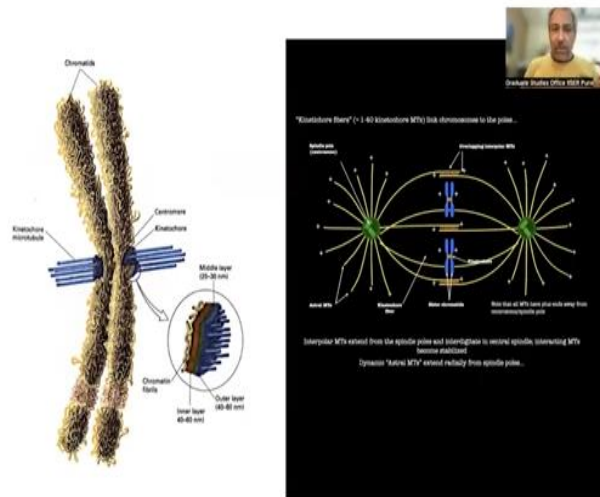 Chromatids
Centromere
Kinetochore
Kinetochore
microtubule
Middle layer
(25–30 nm)
Chromatin
fibrils
Outer layer
(40–60 nm)
Inner layer
40–60 nm)
Graduate Studies Office IISER Pune
"Kinetichore fibers" (= 1-40 kinetochore MTs) link chromosomes to the poles...
Spindle pole
(centrosome)
Overlapping interpolar MTs
Astral MTs
Kinetochore
fiber
Sister chromatids
Note that all MTs have plus ends away from
centrosome/spindle pole
Interpolar MTs extend from the spindle poles and interdigitate in central spindle, interacting MTs
become stabilized
Dynamic "Astral MTs" extend radially from spindle poles...